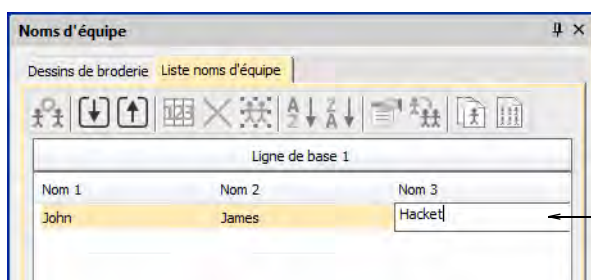 Noms d'équipe
Dessins de broderie Liste noms d'équipe
123 A Z Z A
Ligne de base 1
Nom 1 Nom 2 Nom 3
John James Hacket